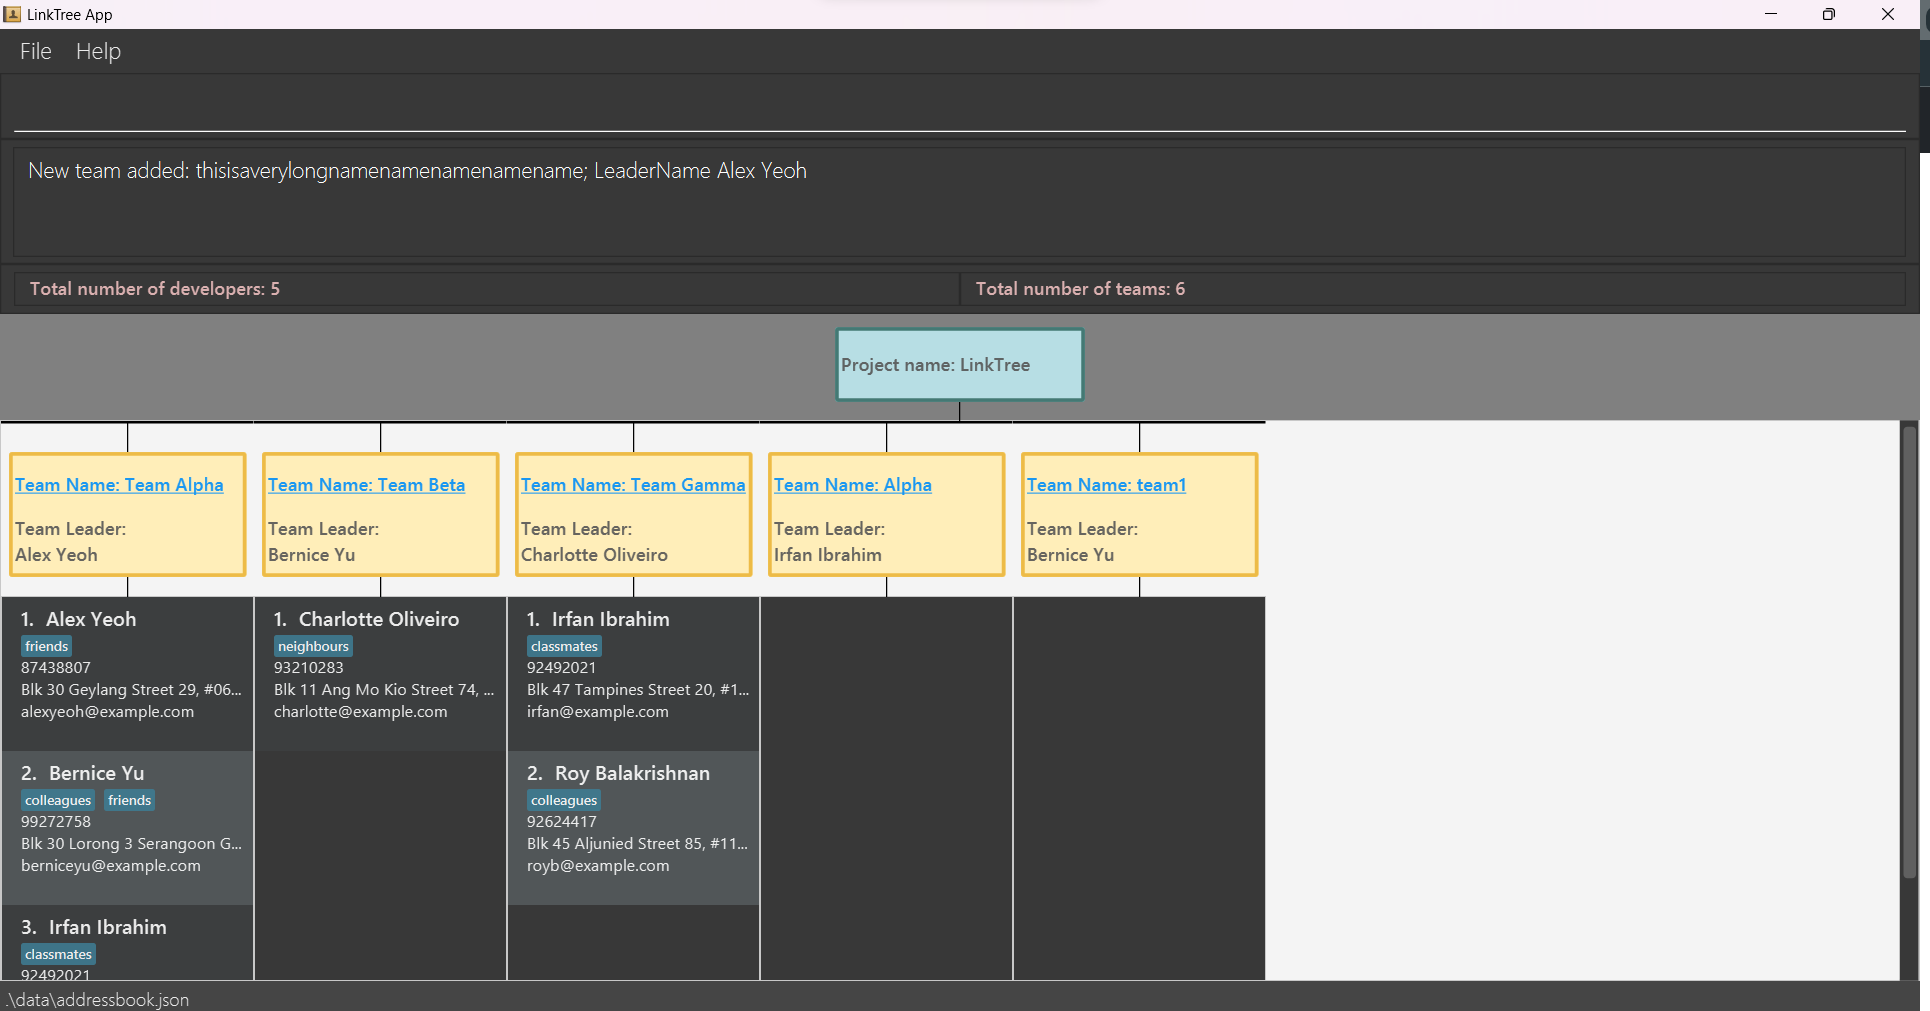 LinkTree App
File Help
New team added: thisisaverylongnamenamenamenamename; LeaderName Alex Yeoh
Total number of developers: 5
Total number of teams: 6
Project name: LinkTree
Team Name: Team Alpha
Team Leader:
Alex Yeoh
Team Name: Team Beta
Team Leader:
Bernice Yu
Team Name: Team Gamma
Team Leader:
Charlotte Oliveiro
Team Name: Alpha
Team Leader:
Irfan Ibrahim
Team Name: team1
Team Leader:
Bernice Yu
1. Alex Yeoh
friends
87438807
Blk 30 Geylang Street 29, #06...
alexyeoh@example.com
2. Bernice Yu
colleagues friends
99272758
Blk 30 Lorong 3 Serangoon G...
berniceyu@example.com
3. Irfan Ibrahim
classmates
92492021
1. Charlotte Oliveiro
neighbours
93210283
Blk 11 Ang Mo Kio Street 74, ...
charlotte@example.com
1. Irfan Ibrahim
classmates
92492021
Blk 47 Tampines Street 20, #1...
irfan@example.com
2. Roy Balakrishnan
colleagues
92624417
Blk 45 Aljunied Street 85, #11...
royb@example.com
.\data\addressbook.json